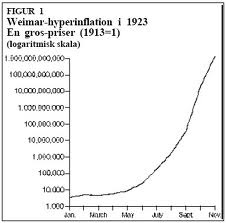 FIGUR 1
Weimar-hyperinflation i 1923
En gros-priser (1913=1)
(logaritmisk skala)
1.000.000.000.000
100.000.000.000
10.000.000.000
1.000.000.000
100.000.000
10.000.000
1.000.000
100.000
10.000
1.000
Jan. March May July Sept. Nov.